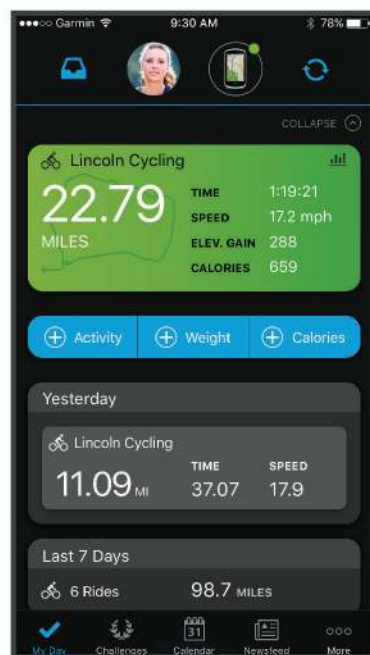 Garmin 9:30 AM 78%
COLLAPSE
Lincoln Cycling
22.79
MILES
TIME 1:19:21
SPEED 17.2 mph
ELEV. GAIN 288
CALORIES 659
Activity Weight Calories
Yesterday
Lincoln Cycling
TIME SPEED
11.09 MI 37.07 17.9
Last 7 Days
6 Rides 98.7 MILES
31
My Day Challenges Calendar Newsfeed More